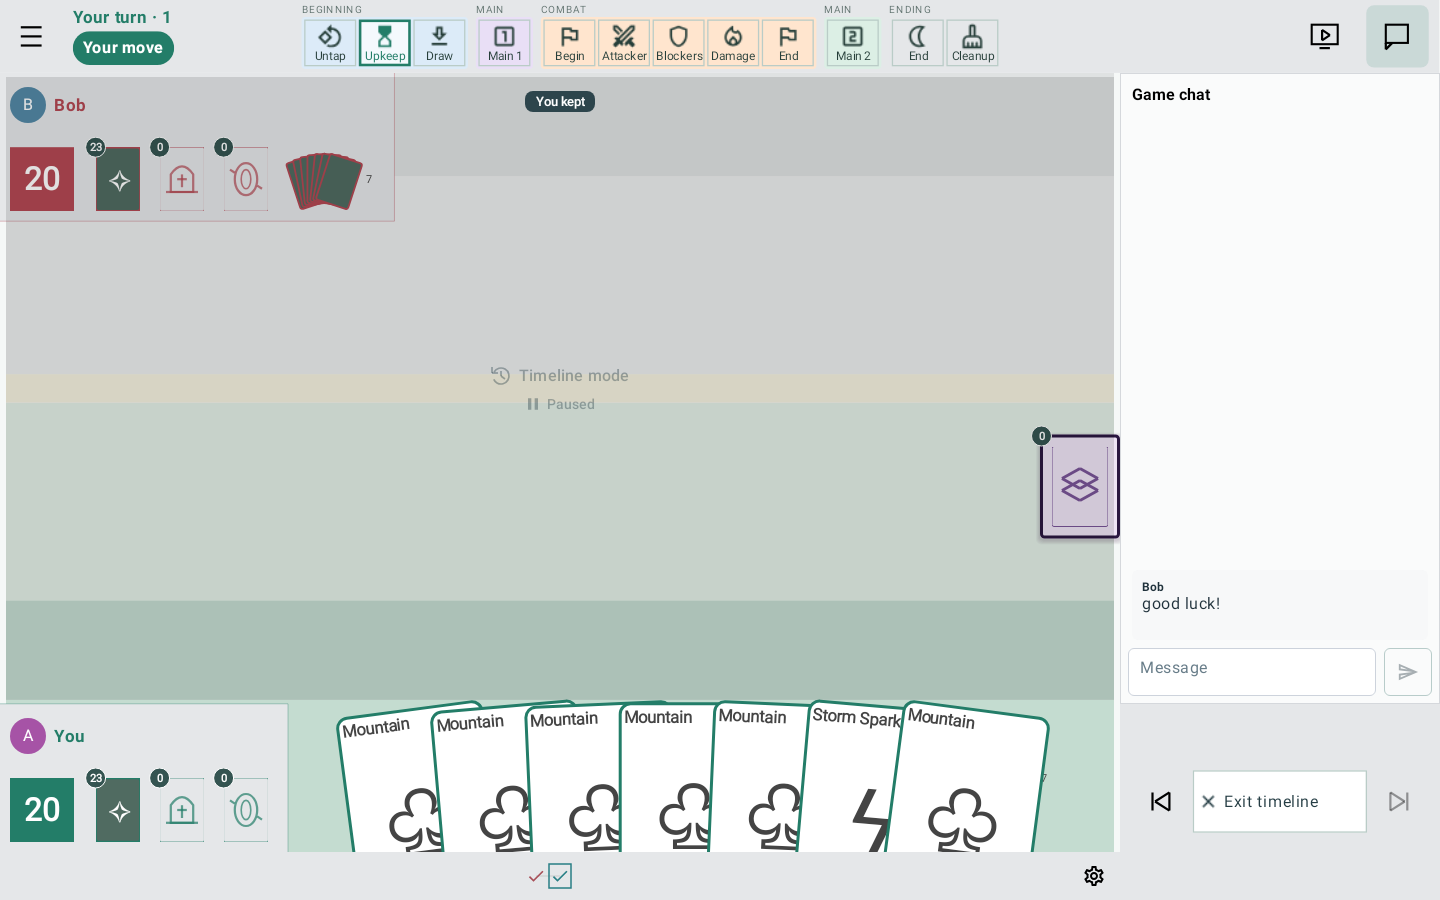 Your turn · 1
Your move
BEGINNING
Untap
Upkeep
Draw
MAIN
1
Main 1
COMBAT
Begin
Attacker
Blockers
Damage
End
MAIN
2
Main 2
ENDING
End
Cleanup
B
Bob
20
23
0
0
7
You kept
Timeline mode
Paused
0
Game chat
Bob
good luck!
Message
A
You
20
23
0
0
Mountain
Mountain
Mountain
Mountain
Mountain
Storm Spark
Mountain
7
Exit timeline